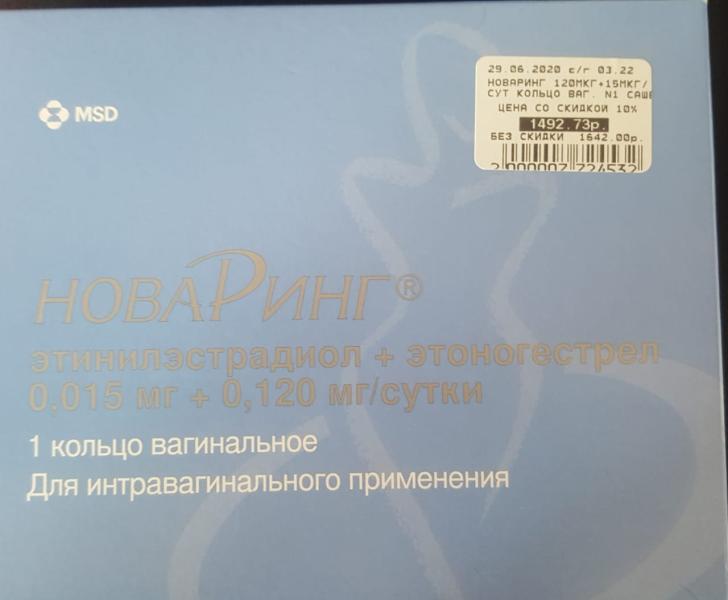 MSD
29.06.2020 с/г 03.22
НОВАРИНГ 120МКГ+15МКГ/
СУТ КОЛЬЦО ВАГ. N1 САШЕ
ЦЕНА СО СКИДКОЙ 10%
1492.73р.
БЕЗ СКИДКИ 1642.00р.
2000007724532
НОВАРИНГ®
этинилэстрадиол + этоногестрел
0,015 мг + 0,120 мг/сутки
1 кольцо вагинальное
Для интравагинального применения